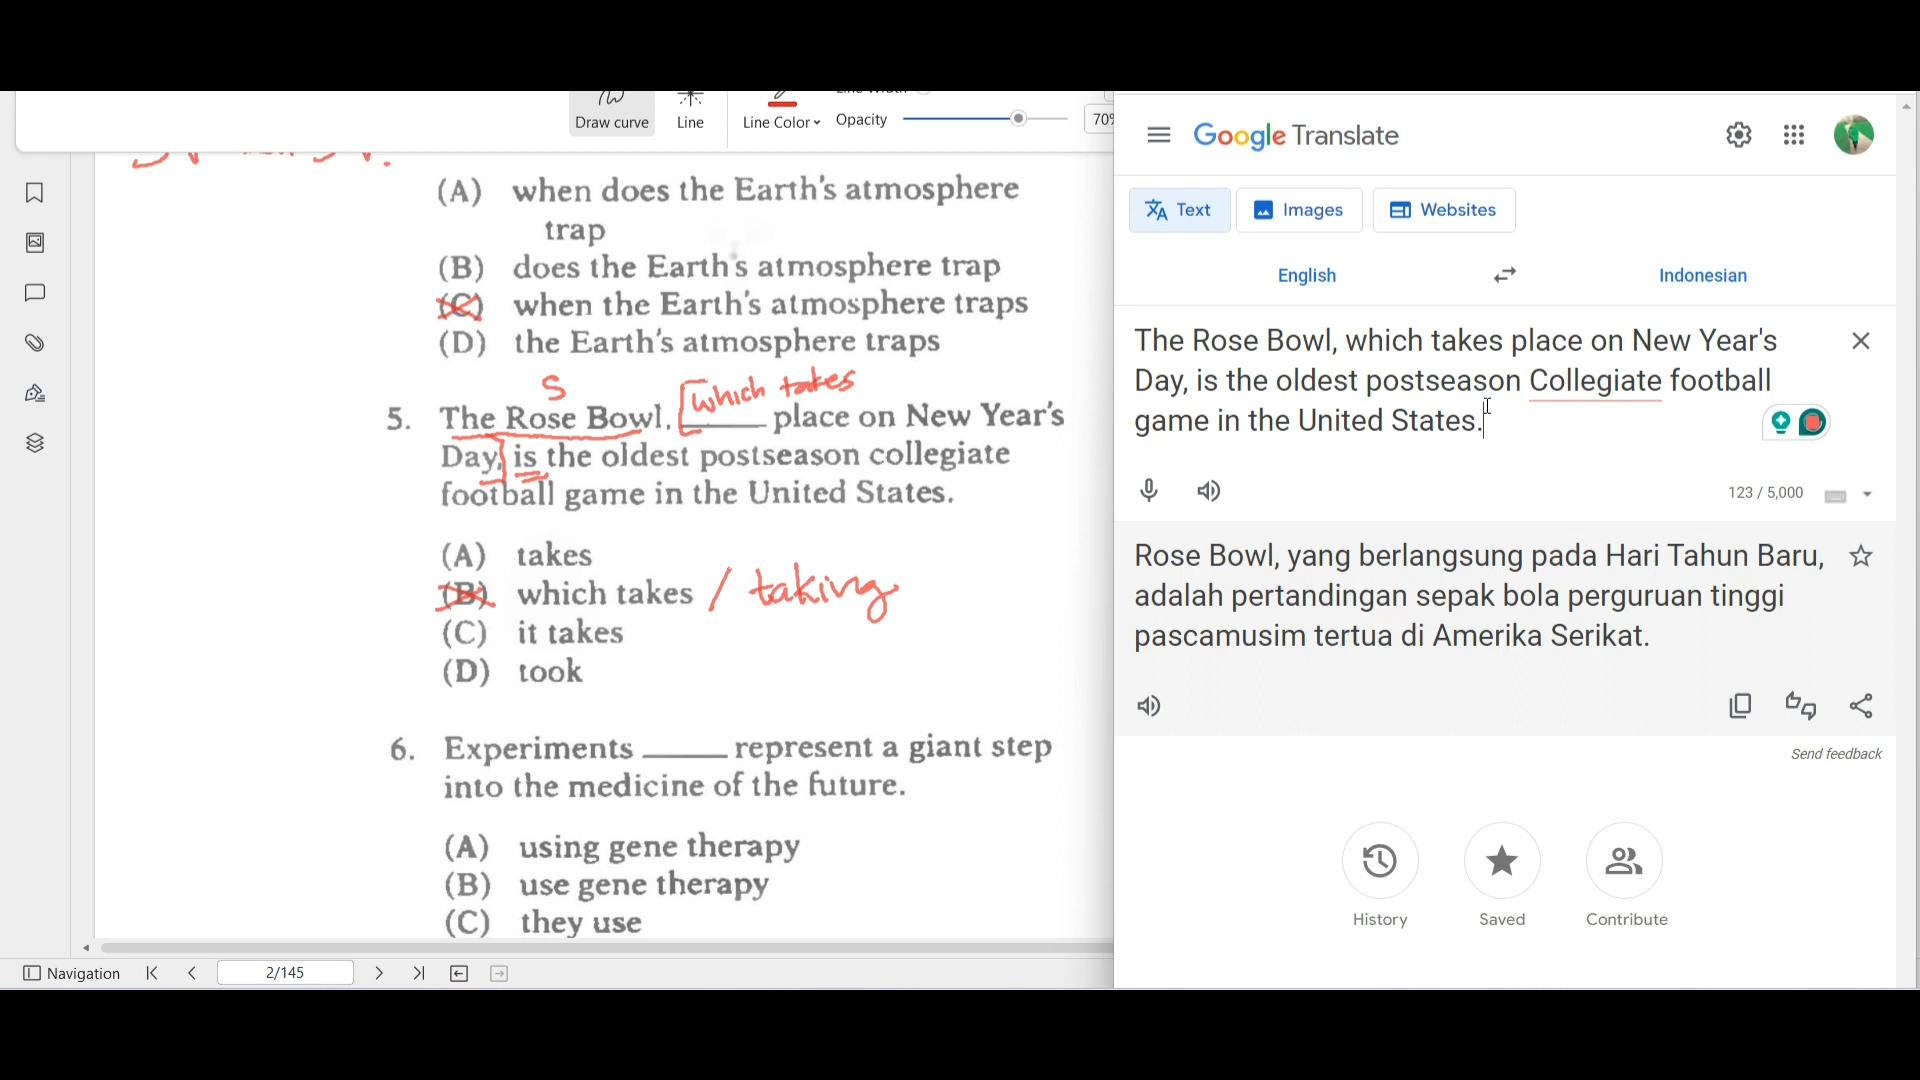 Draw curve
Line
Line Color
Opacity
70%
(A) when does the Earth's atmosphere
trap
(B) does the Earth's atmosphere trap
(C) when the Earth's atmosphere traps
(D) the Earth's atmosphere traps
S
which takes
5. The Rose Bowl, ______ place on New Year's
Day, is the oldest postseason collegiate
football game in the United States.
(A) takes
(B) which takes / taking
(C) it takes
(D) took
6. Experiments ______ represent a giant step
into the medicine of the future.
(A) using gene therapy
(B) use gene therapy
(C) they use
Navigation
2/145
Google Translate
Text
Images
Websites
English
Indonesian
The Rose Bowl, which takes place on New Year's
Day, is the oldest postseason Collegiate football
game in the United States.
123 / 5,000
Rose Bowl, yang berlangsung pada Hari Tahun Baru,
adalah pertandingan sepak bola perguruan tinggi
pascamusim tertua di Amerika Serikat.
Send feedback
History
Saved
Contribute